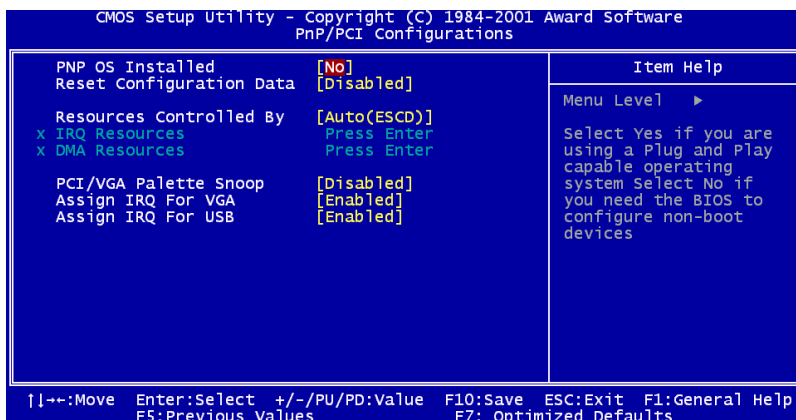 CMOS Setup Utility - Copyright (C) 1984-2001 Award Software
PnP/PCI Configurations
PNP OS Installed [No]
Reset Configuration Data [Disabled]
Resources Controlled By [Auto(ESCD)]
x IRQ Resources Press Enter
x DMA Resources Press Enter
PCI/VGA Palette Snoop [Disabled]
Assign IRQ For VGA [Enabled]
Assign IRQ For USB [Enabled]
Item Help
Menu Level ▶
Select Yes if you are
using a Plug and Play
capable operating
system Select No if
you need the BIOS to
configure non-boot
devices
↑↓→←:Move Enter:Select +/-/PU/PD:Value F10:Save ESC:Exit F1:General Help
F5:Previous Values F7: Optimized Defaults